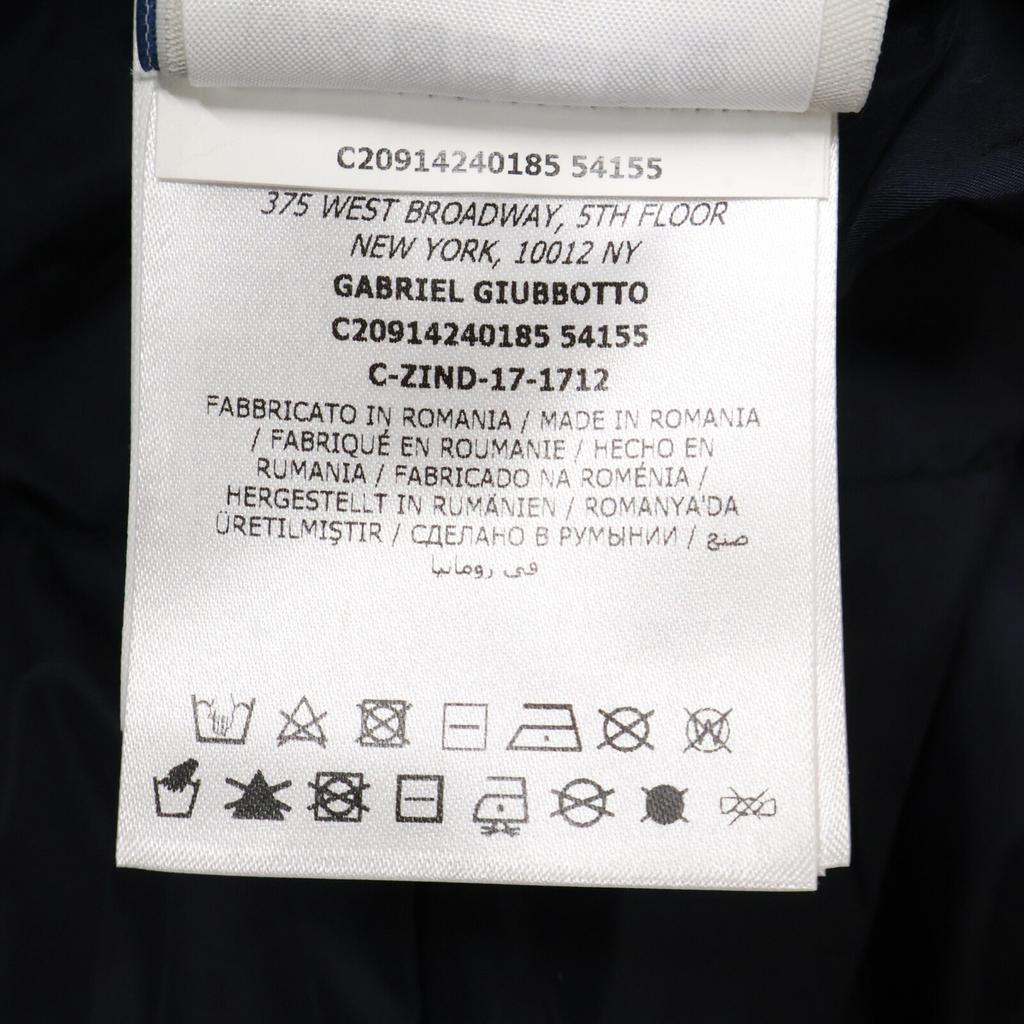 C20914240185 54155
375 WEST BROADWAY, 5TH FLOOR
NEW YORK, 10012 NY
GABRIEL GIUBBOTTO
C20914240185 54155
C-ZIND-17-1712
FABBRICATO IN ROMANIA / MADE IN ROMANIA
/ FABRIQUÉ EN ROUMANIE / HECHO EN
RUMANIA / FABRICADO NA ROMÉNIA /
HERGESTELLT IN RUMÄNIEN / ROMANYA'DA
ÜRETILMIŞTIR / СДЕЛАНО В РУМЫНИИ / صنع
في رومانيا
W